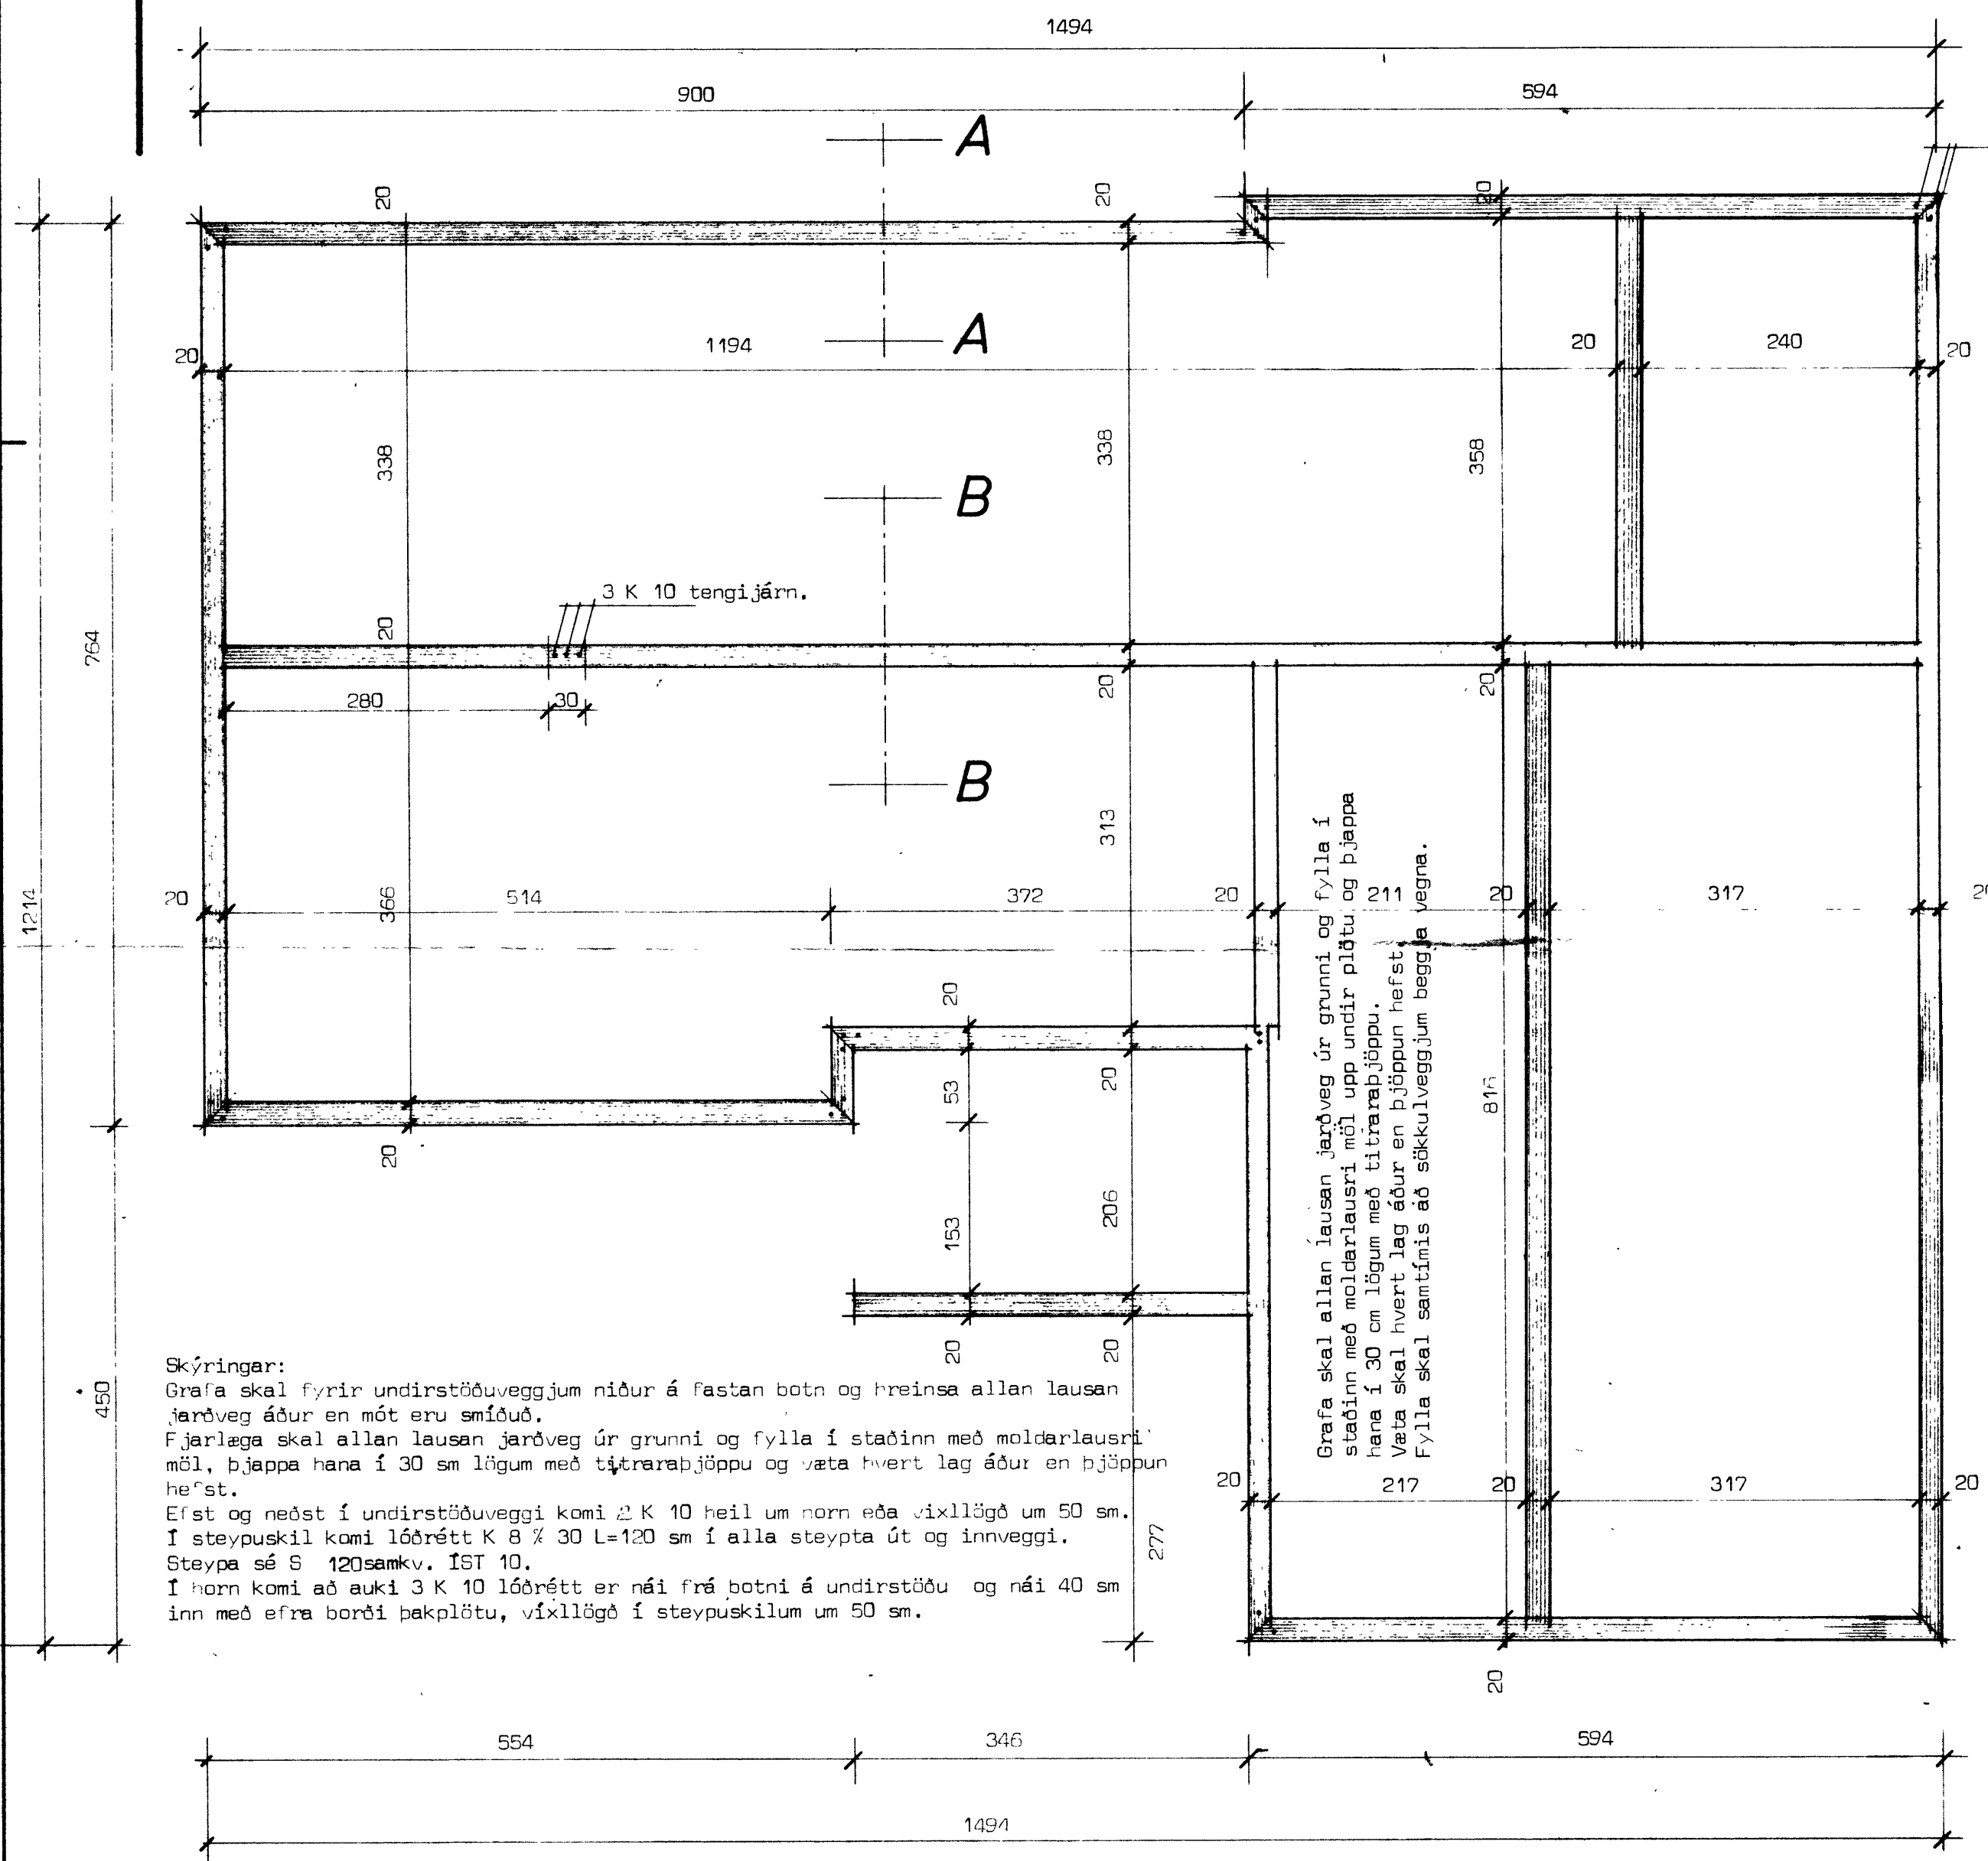 1494
900
594
A
20
20
20
A
20
1194
20
240
20
338
338
358
B
3 K 10 tengijárn.
20
764
20
20
280
30
B
313
1214
20
366
514
372
20
211
20
317
20
20
53
20
816
20
153
206
20
20
Grafa skal allan lausan jarðveg úr grunni og fylla í
staðinn með moldarlausri möl upp undir plötu og þjappa
hana í 30 cm lögum með titraraþjöppu.
Væta skal hvert lag áður en þjöppun hefst.
Fylla skal samtímis að sökkulveggjum beggja vegna.
450
Skýringar:
Grafa skal fyrir undirstöðuveggjum niður á fastan botn og hreinsa allan lausan
jarðveg áður en mót eru smíðuð.
Fjarlæga skal allan lausan jarðveg úr grunni og fylla í staðinn með moldarlausri
möl, þjappa hana í 30 sm lögum með titraraþjöppu og væta hvert lag áður en þjöppun
hefst.
Efst og neðst í undirstöðuveggi komi 2 K 10 heil um horn eða víxllögð um 50 sm.
Í steypuskil komi lóðrétt K 8 % 30 L=120 sm í alla steypta út og innveggi.
Steypa sé S 120samkv. ÍST 10.
Í horn komi að auki 3 K 10 lóðrétt er nái frá botni á undirstöðu og nái 40 sm
inn með efra borði þakplötu, víxllögð í steypuskilum um 50 sm.
20
217
20
317
20
277
20
554
346
594
1494